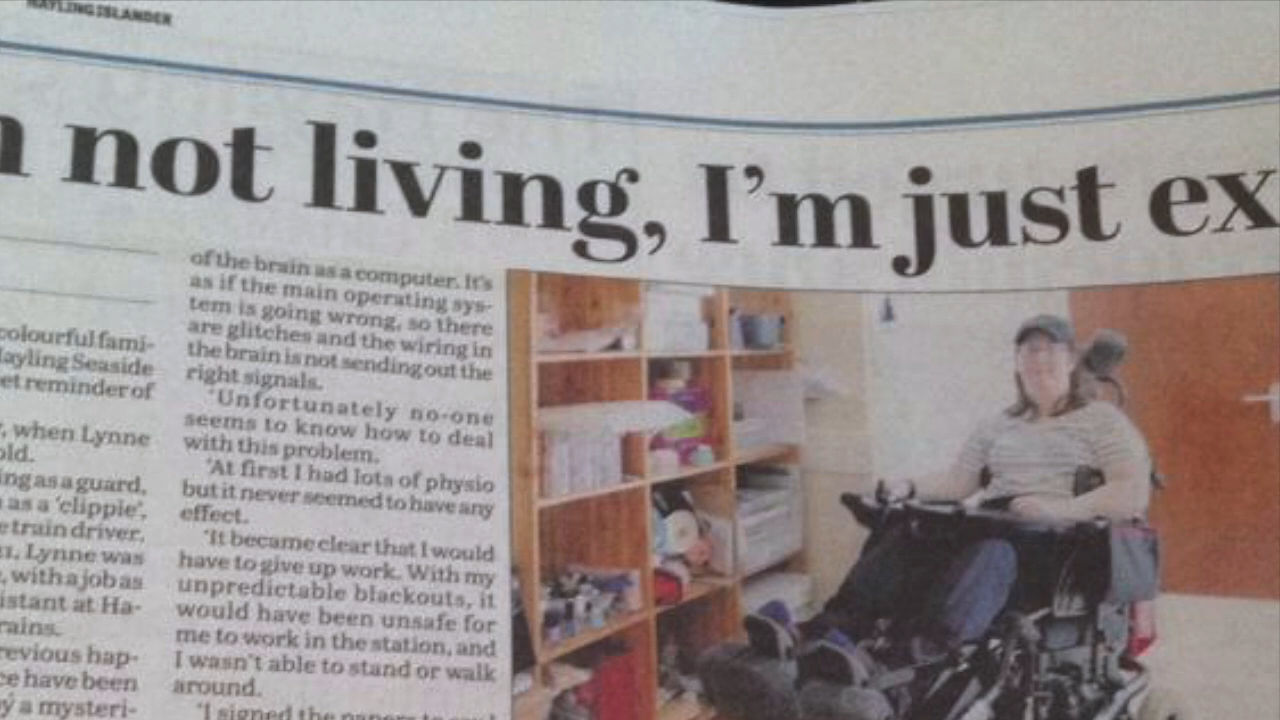 HAYLING ISLANDER
not living, I'm just ex
colourful fami-
Hayling Seaside
et reminder of
, when Lynne
old.
ing as a guard,
as a 'clippie',
e train driver,
21. Lynne was
, with a job as
istant at Ha-
rains.
revious hap-
ce have been
y a mysteri-
of the brain as a computer. It's
as if the main operating sys-
tem is going wrong, so there
are glitches and the wiring in
the brain is not sending out the
right signals.
'Unfortunately no-one
seems to know how to deal
with this problem.
'At first I had lots of physio
but it never seemed to have any
effect.
'It became clear that I would
have to give up work. With my
unpredictable blackouts, it
would have been unsafe for
me to work in the station, and
I wasn't able to stand or walk
around.
'I signed the papers to say I